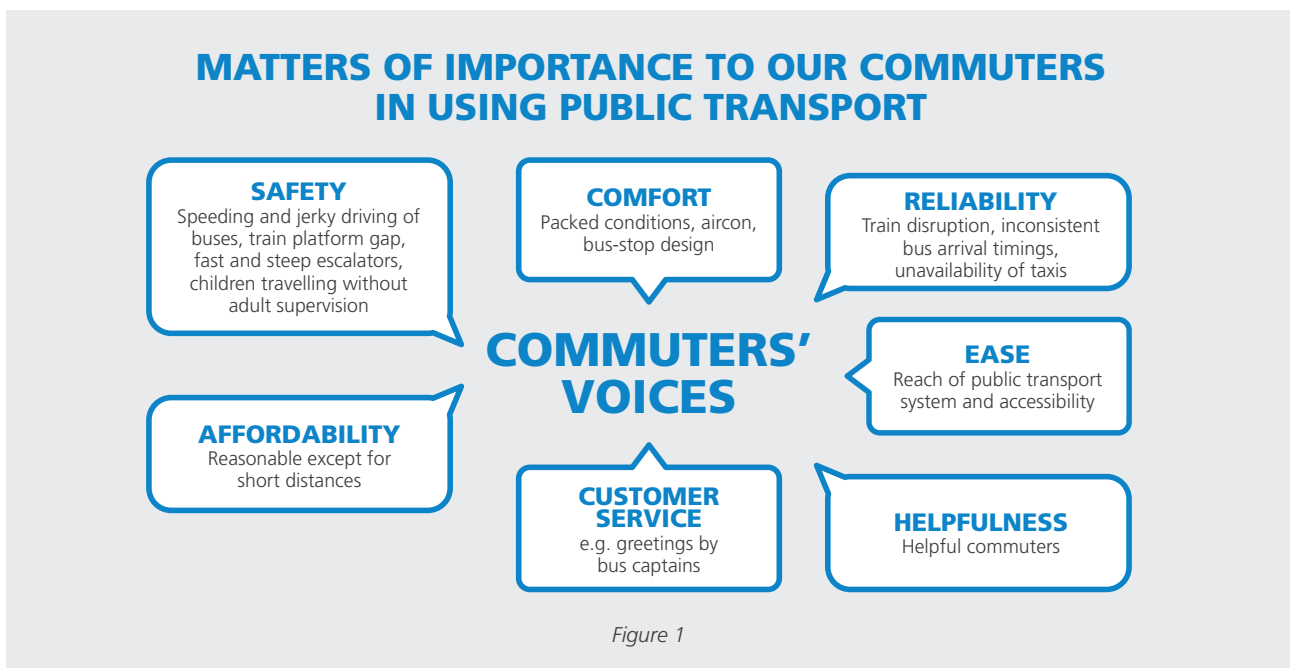 MATTERS OF IMPORTANCE TO OUR COMMUTERS
IN USING PUBLIC TRANSPORT
SAFETY
Speeding and jerky driving of
buses, train platform gap,
fast and steep escalators,
children travelling without
adult supervision
COMFORT
Packed conditions, aircon,
bus-stop design
RELIABILITY
Train disruption, inconsistent
bus arrival timings,
unavailability of taxis
COMMUTERS’
VOICES
EASE
Reach of public transport
system and accessibility
AFFORDABILITY
Reasonable except for
short distances
CUSTOMER
SERVICE
e.g. greetings by
bus captains
HELPFULNESS
Helpful commuters
Figure 1